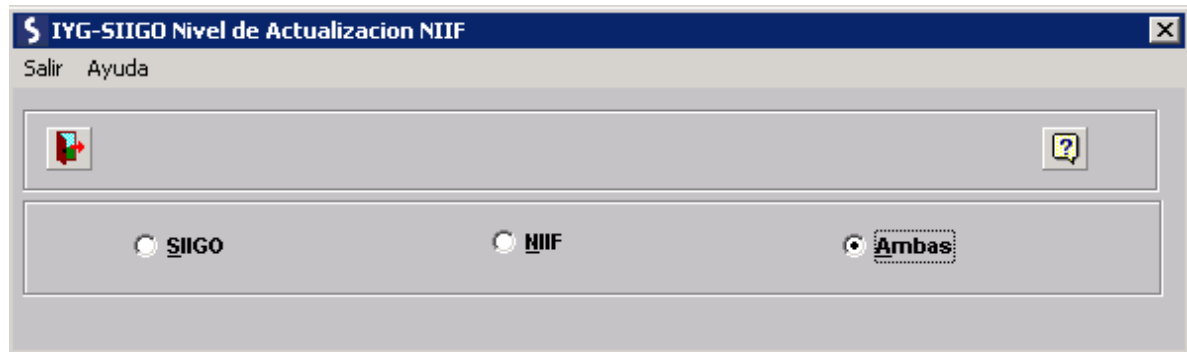 IYG-SIIGO Nivel de Actualizacion NIIF
Salir Ayuda
SIIGO NIIF Ambas